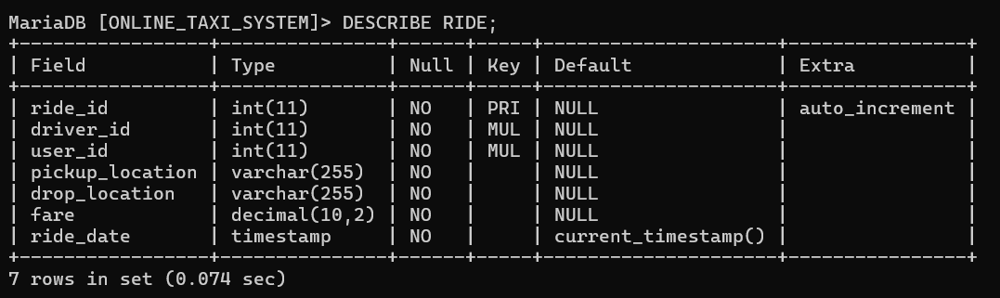 MariaDB [ONLINE_TAXI_SYSTEM]> DESCRIBE RIDE;
+-----------------+---------------+------+-----+---------------------+----------------+
| Field           | Type          | Null | Key | Default             | Extra          |
+-----------------+---------------+------+-----+---------------------+----------------+
| ride_id         | int(11)       | NO   | PRI | NULL                | auto_increment |
| driver_id       | int(11)       | NO   | MUL | NULL                |                |
| user_id         | int(11)       | NO   | MUL | NULL                |                |
| pickup_location | varchar(255)  | NO   |     | NULL                |                |
| drop_location   | varchar(255)  | NO   |     | NULL                |                |
| fare            | decimal(10,2) | NO   |     | NULL                |                |
| ride_date       | timestamp     | NO   |     | current_timestamp() |                |
+-----------------+---------------+------+-----+---------------------+----------------+
7 rows in set (0.074 sec)